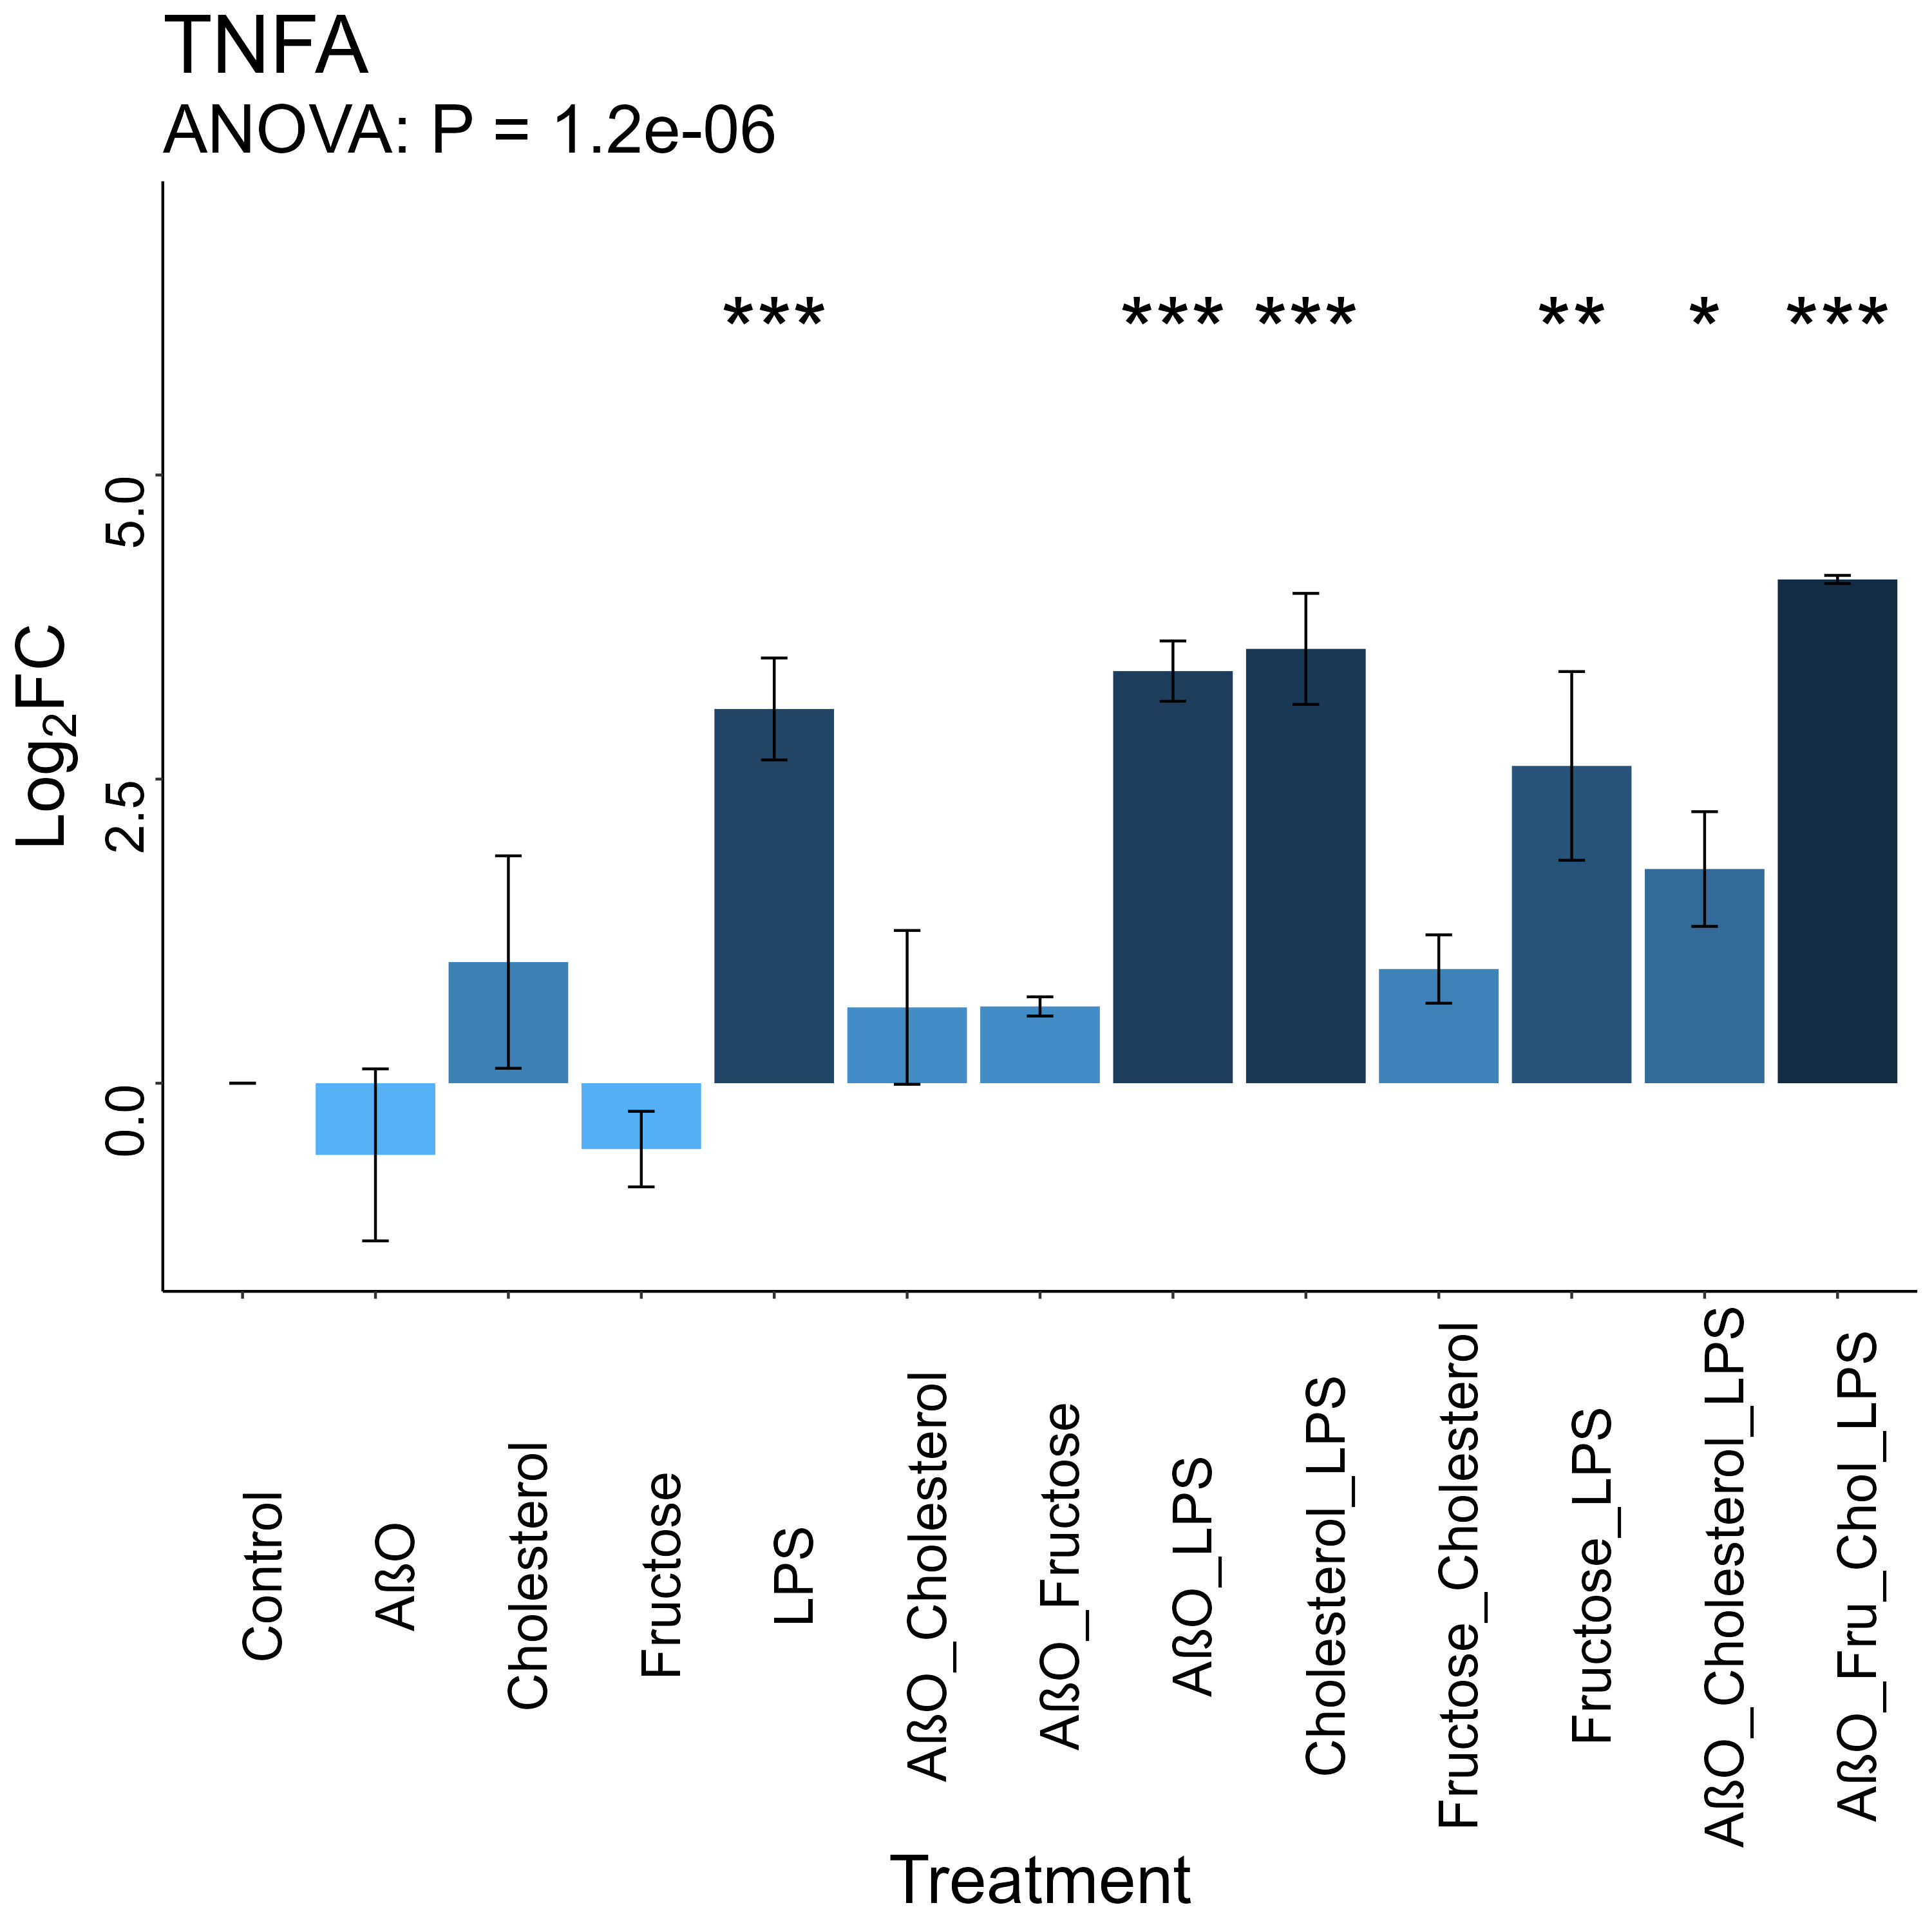 TNFA
ANOVA: P = 1.2e-06
*** *** *** ** * ***
Log₂FC
5.0
2.5
0.0
Control
AßO
Cholesterol
Fructose
LPS
AßO_Cholesterol
AßO_Fructose
AßO_LPS
Cholesterol_LPS
Fructose_Cholesterol
Fructose_LPS
AßO_Cholesterol_LPS
AßO_Fru_Chol_LPS
Treatment